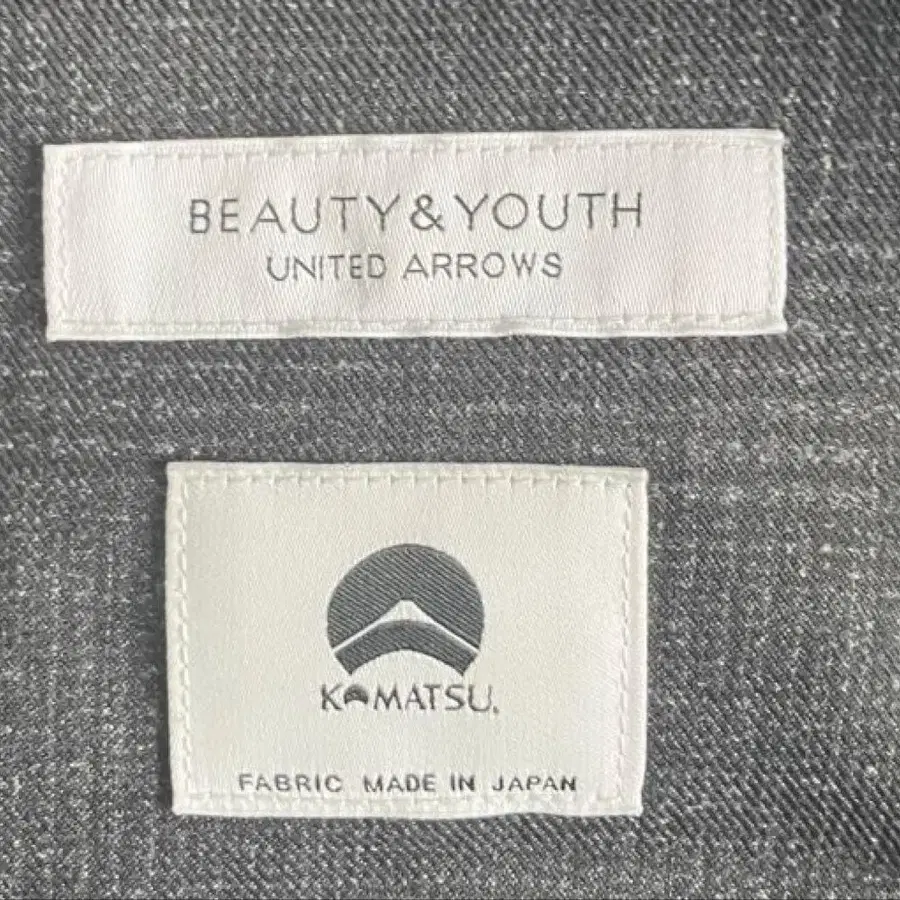 BEAUTY&YOUTH
UNITED ARROWS
KOMATSU.
FABRIC MADE IN JAPAN